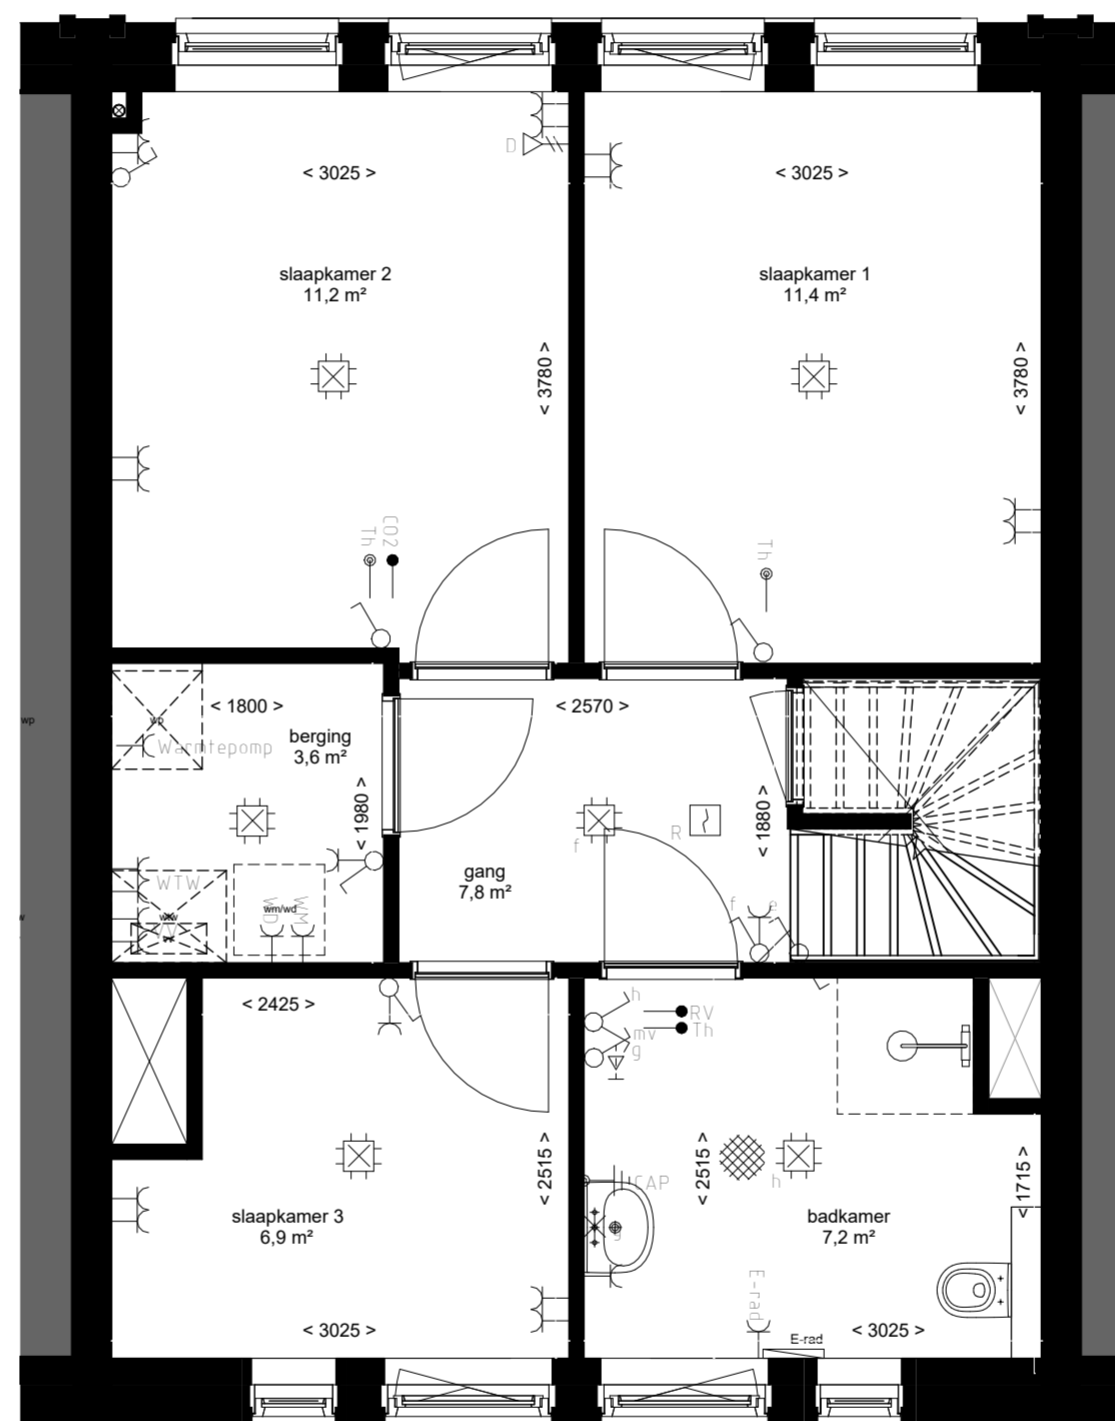 D
< 3025 >
< 3025 >
slaapkamer 2
11,2 m²
slaapkamer 1
11,4 m²
< 3780 >
< 3780 >
Th
CO2
Th
wp
wp
Warmtepomp
< 1800 >
berging
3,6 m²
< 1980 >
< 2570 >
< 1880 >
R
f
gang
7,8 m²
WTW
wtw
wm/wd
WD
WM
f
e
< 2425 >
h
mv
g
RV
Th
< 2515 >
< 2515 >
< 1715 >
CAP
h
slaapkamer 3
6,9 m²
badkamer
7,2 m²
E-rad
E-rad
< 3025 >
< 3025 >